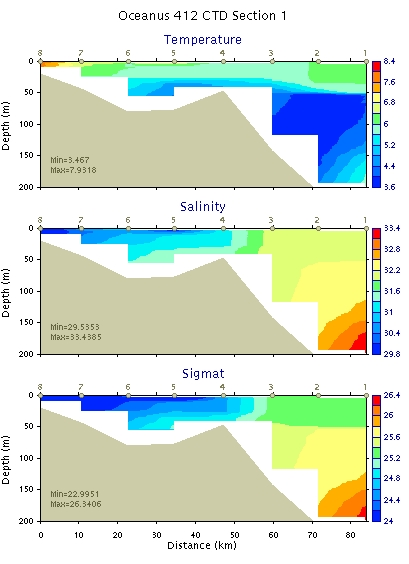 Oceanus 412 CTD Section 1
Temperature
8 7 6 5 4 3 2 1
Depth (m)
0
50
100
150
200
Min=3.467
Max=7.9318
8.4
7.6
6.8
6
5.2
4.4
3.6
Salinity
8 7 6 5 4 3 2 1
Depth (m)
0
50
100
150
200
Min=29.5353
Max=33.4385
33.4
32.8
32.2
31.6
31
30.4
29.8
Sigmat
8 7 6 5 4 3 2 1
Depth (m)
0
50
100
150
200
Min=22.9951
Max=26.3406
26.4
26
25.6
25.2
24.8
24.4
24
0 10 20 30 40 50 60 70 80
Distance (km)